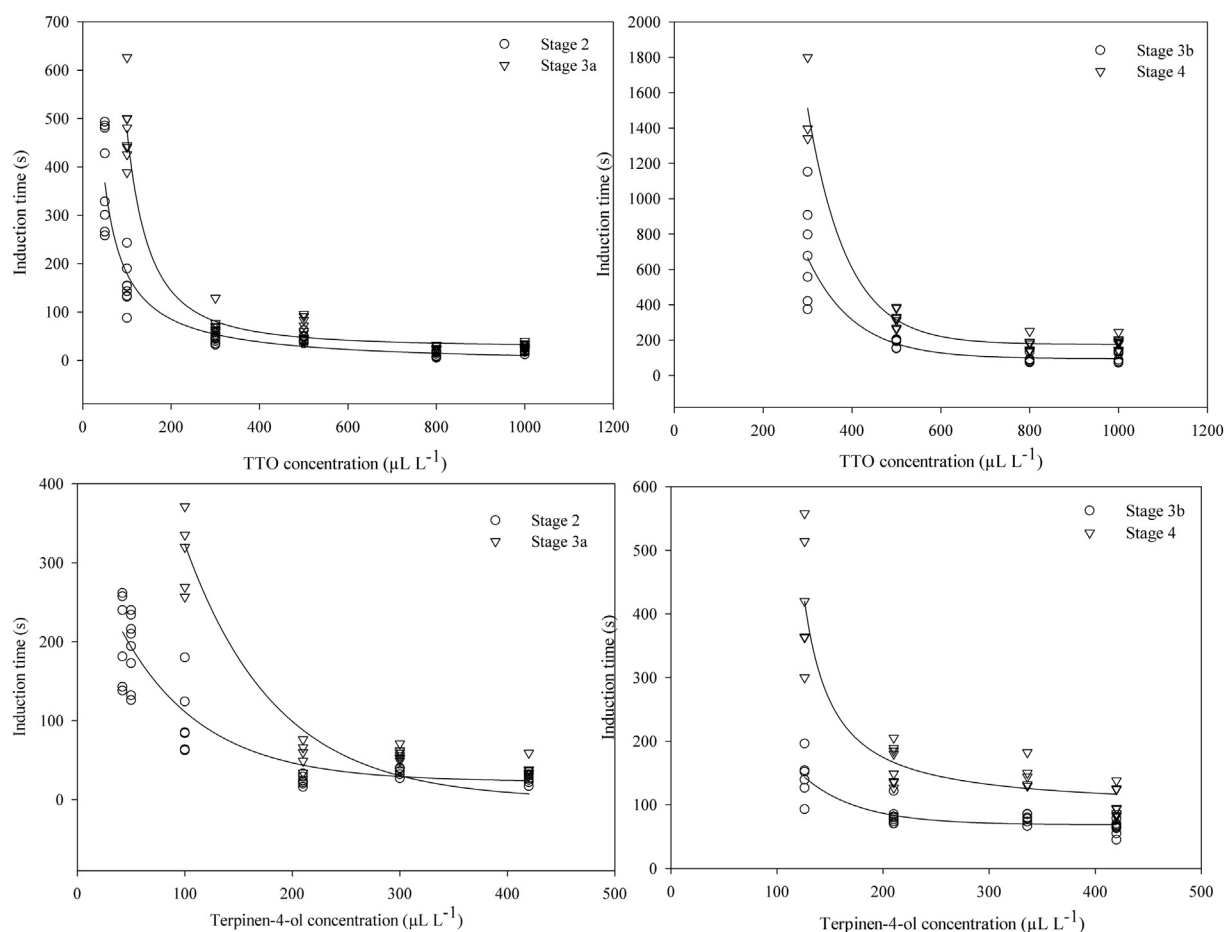 700
600
500
400
300
200
100
0
Induction time (s)
Stage 2
Stage 3a
0 200 400 600 800 1000 1200
TTO concentration (µL L-1)
2000
1800
1600
1400
1200
1000
800
600
400
200
0
Induction time (s)
Stage 3b
Stage 4
0 200 400 600 800 1000 1200
TTO concentration (µL L-1)
400
300
200
100
0
Induction time (s)
Stage 2
Stage 3a
0 100 200 300 400 500
Terpinen-4-ol concentration (µL L-1)
600
500
400
300
200
100
0
Induction time (s)
Stage 3b
Stage 4
0 100 200 300 400 500
Terpinen-4-ol concentration (µL L-1)